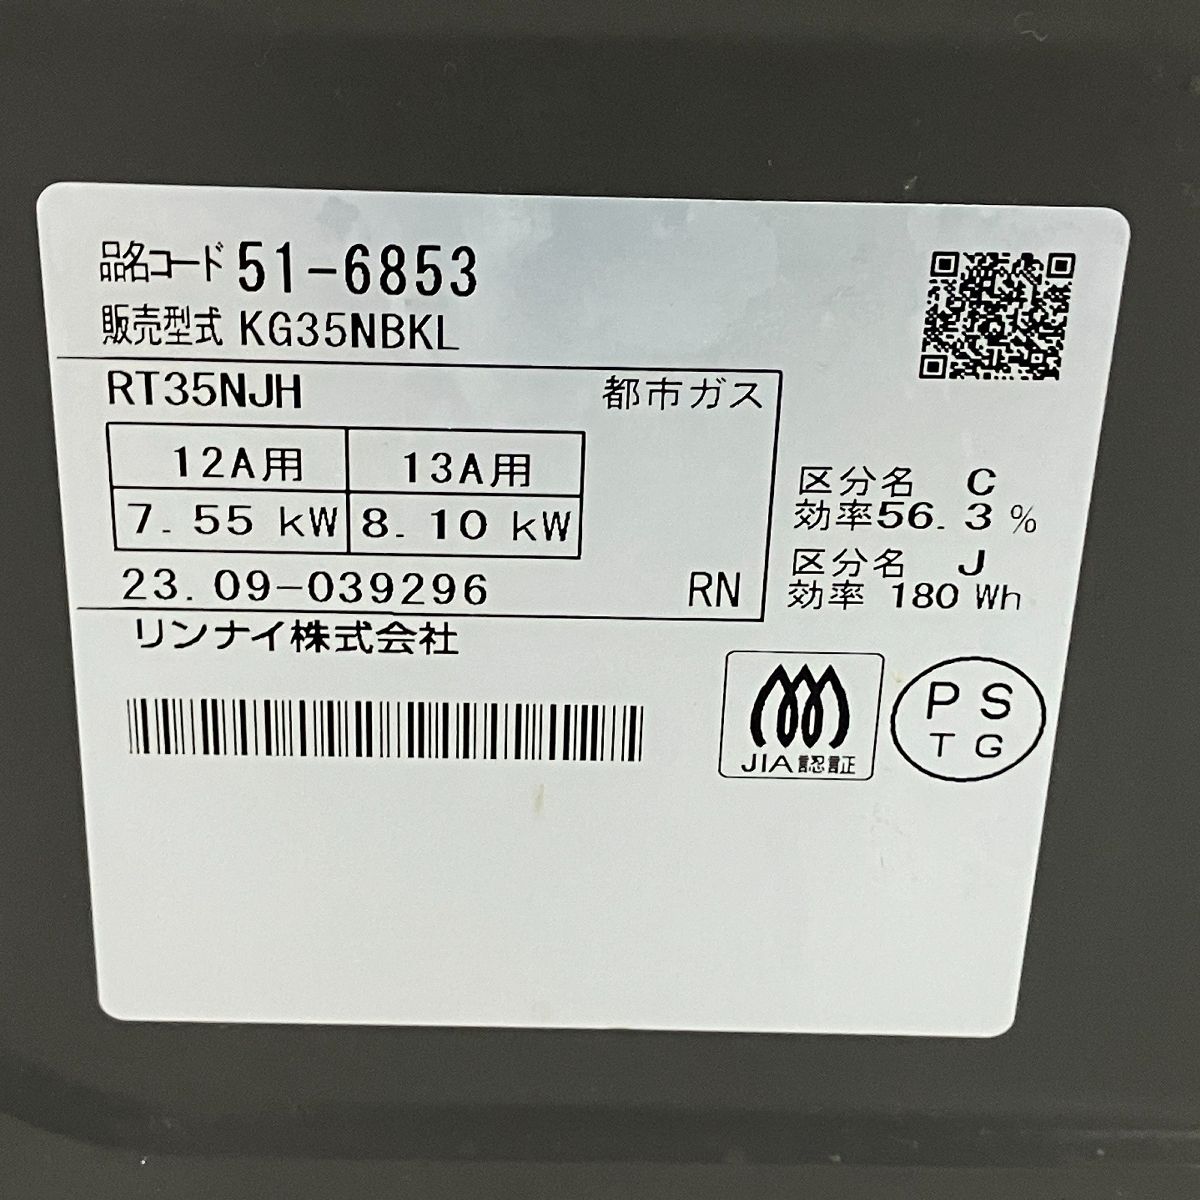 品名コード 51-6853
販売型式 KG35NBKL
RT35NJH 都市ガス
12A用 13A用
7.55 kW 8.10 kW
23.09-039296 RN
リンナイ株式会社
区分名 C
効率56.3%
区分名 J
効率 180 Wh
JIA認証
PS
TG